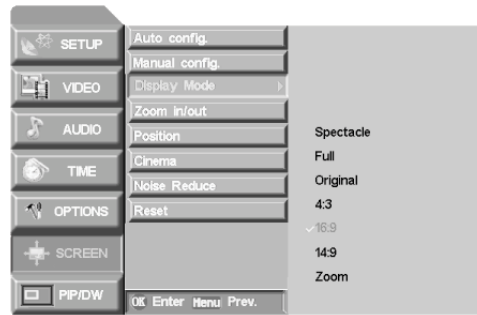 SETUP
VIDEO
AUDIO
TIME
OPTIONS
SCREEN
PIP/DW
Auto config.
Manual config.
Display Mode
Zoom in/out
Position
Cinema
Noise Reduce
Reset
OK Enter Menu Prev.
Spectacle
Full
Original
4:3
16:9
14:9
Zoom